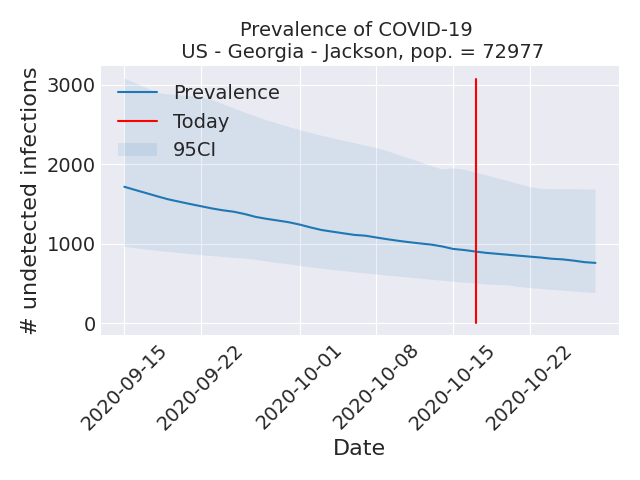 Prevalence of COVID-19
US - Georgia - Jackson, pop. = 72977
# undetected infections
3000
2000
1000
0
Prevalence
Today
95CI
2020-09-15
2020-09-22
2020-10-01
2020-10-08
2020-10-15
2020-10-22
Date